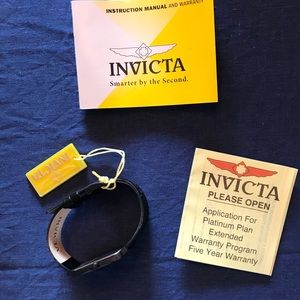 INSTRUCTION MANUAL AND WARRANTY
INVICTA
Smarter by the Second.
INVICTA
PLEASE OPEN
Application For
Platinum Plan
Extended
Warranty Program
Five Year Warranty